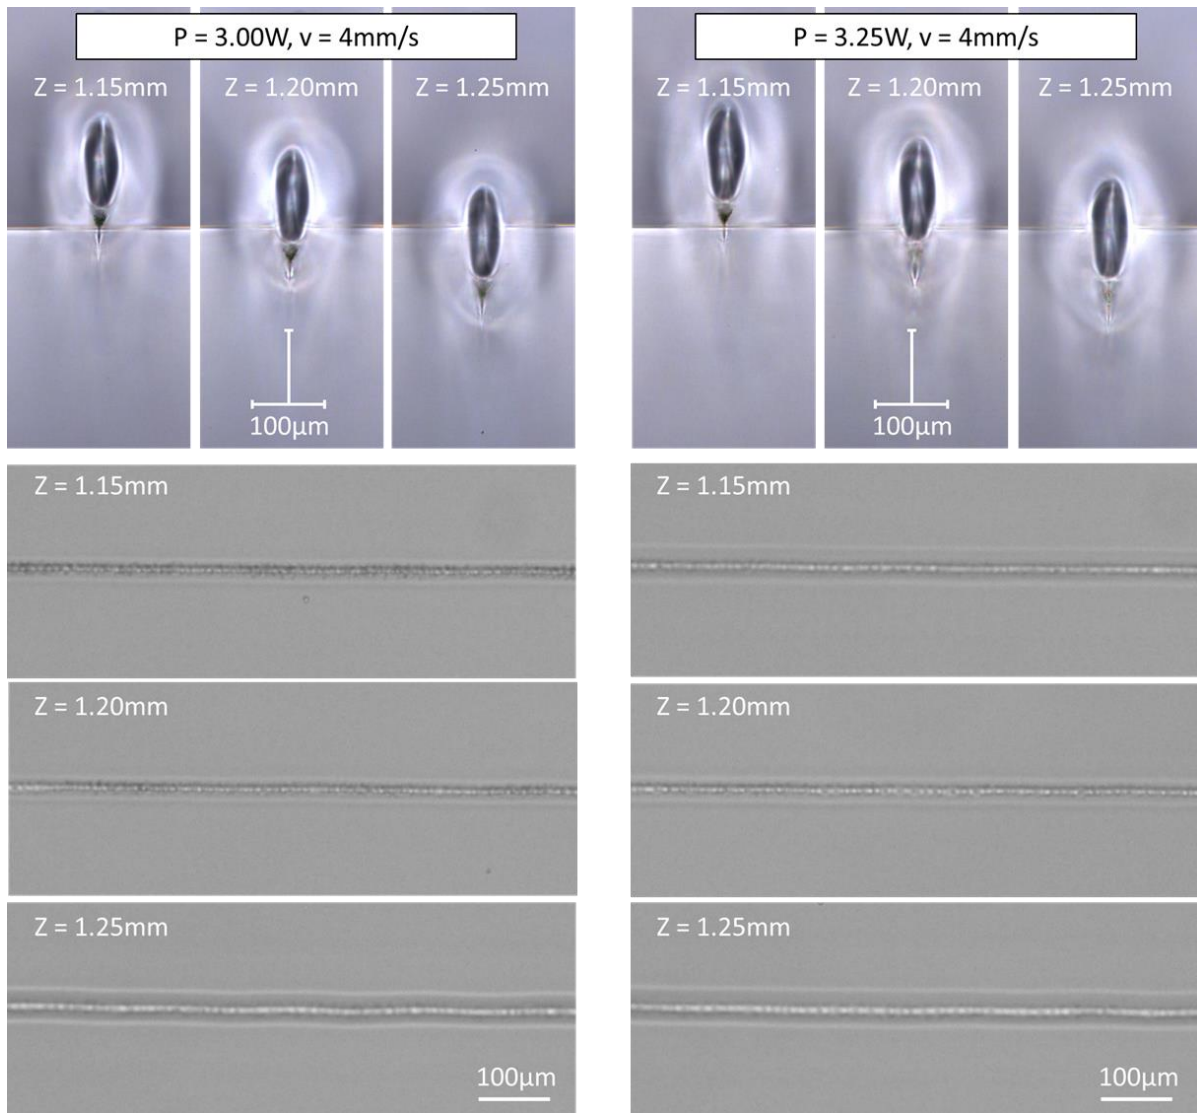 P = 3.00W, v = 4mm/s
Z = 1.15mm
Z = 1.20mm
Z = 1.25mm
100µm
P = 3.25W, v = 4mm/s
Z = 1.15mm
Z = 1.20mm
Z = 1.25mm
100µm
Z = 1.15mm
Z = 1.15mm
Z = 1.20mm
Z = 1.20mm
Z = 1.25mm
100µm
Z = 1.25mm
100µm